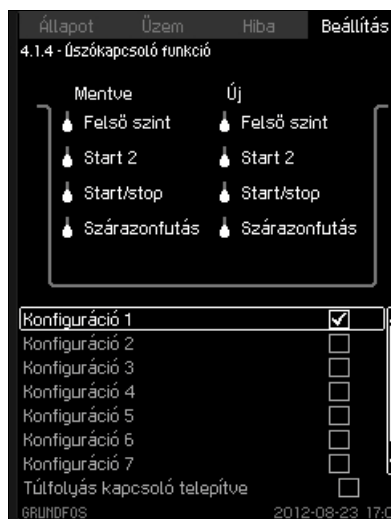 Állapot Üzem Hiba Beállítás
4.1.4 - Úszókapcsoló funkció
Mentve Új
Felső szint Felső szint
Start 2 Start 2
Start/stop Start/stop
Szárazonfutás Szárazonfutás
Konfiguráció 1
Konfiguráció 2
Konfiguráció 3
Konfiguráció 4
Konfiguráció 5
Konfiguráció 6
Konfiguráció 7
Túlfolyás kapcsoló telepítve
GRUNDFOS 2012-08-23